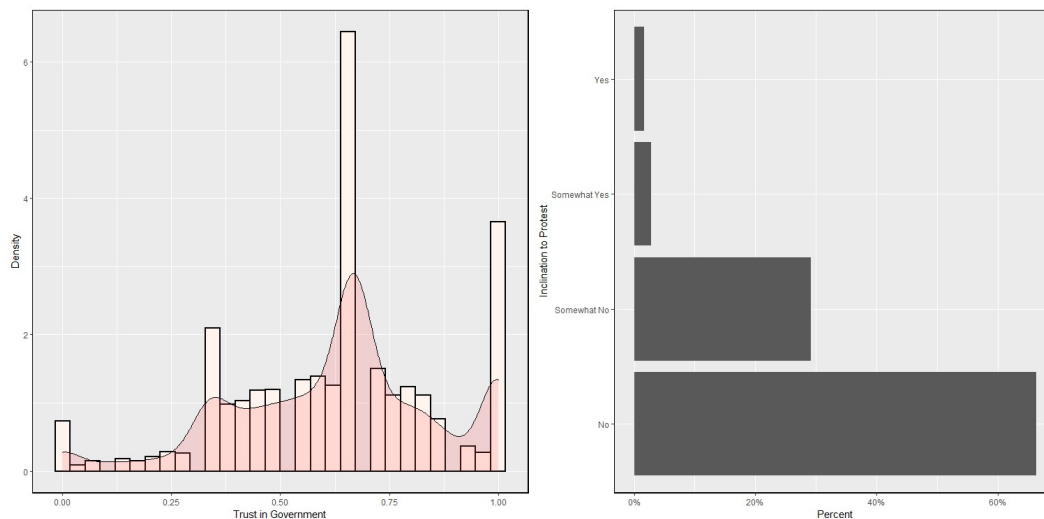 6
4
2
0
Density
0.00
0.25
0.50
0.75
1.00
Trust in Government
Yes
Somewhat Yes
Somewhat No
No
Inclination to Protest
0%
20%
40%
60%
Percent